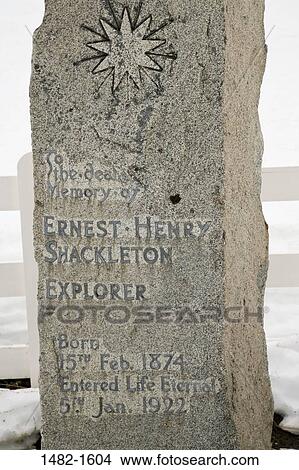 To
the dear
Memory of
ERNEST · HENRY
SHACKLETON
EXPLORER
FOTOSEARCH®
Born
15TH Feb. 1874
Entered Life Eternal
5TH Jan. 1922
1482-1604 www.fotosearch.com